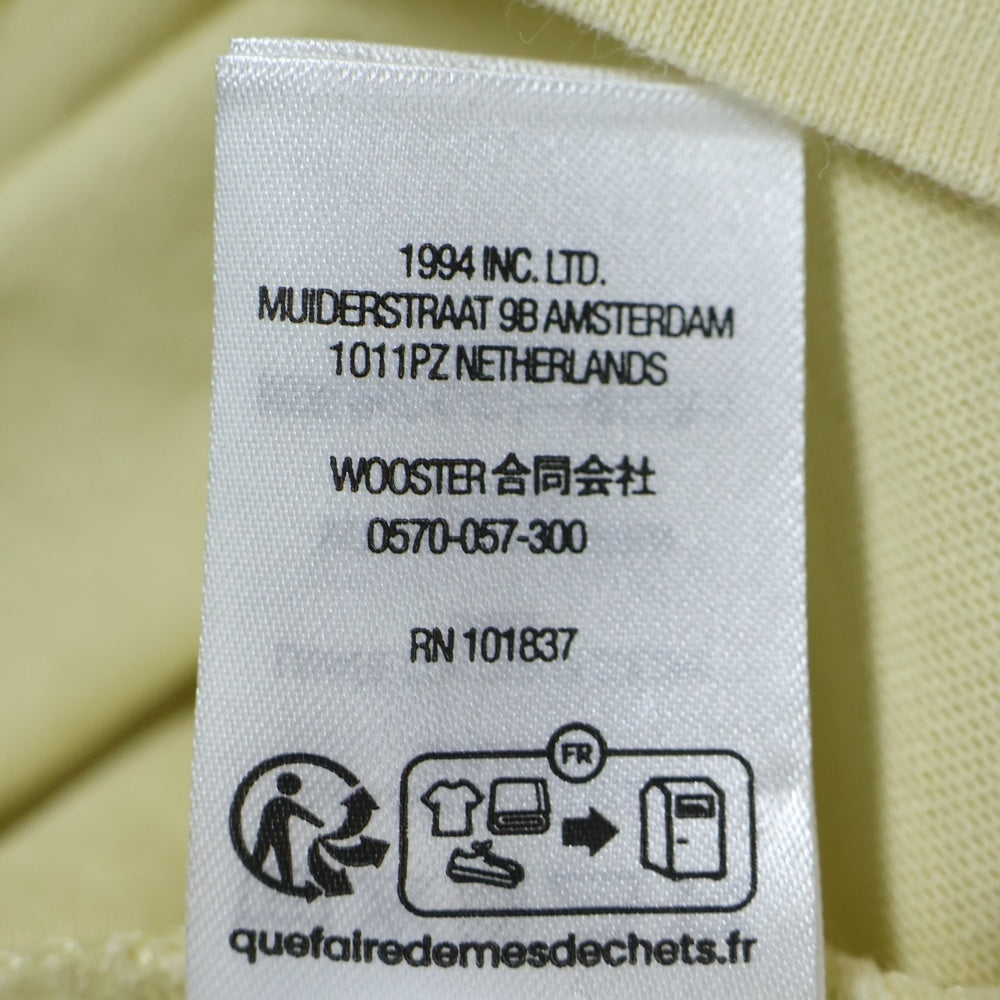 1994 INC. LTD.
MUIDERSTRAAT 9B AMSTERDAM
1011PZ NETHERLANDS
WOOSTER 合同会社
0570-057-300
RN 101837
FR
quefairedemesdechets.fr